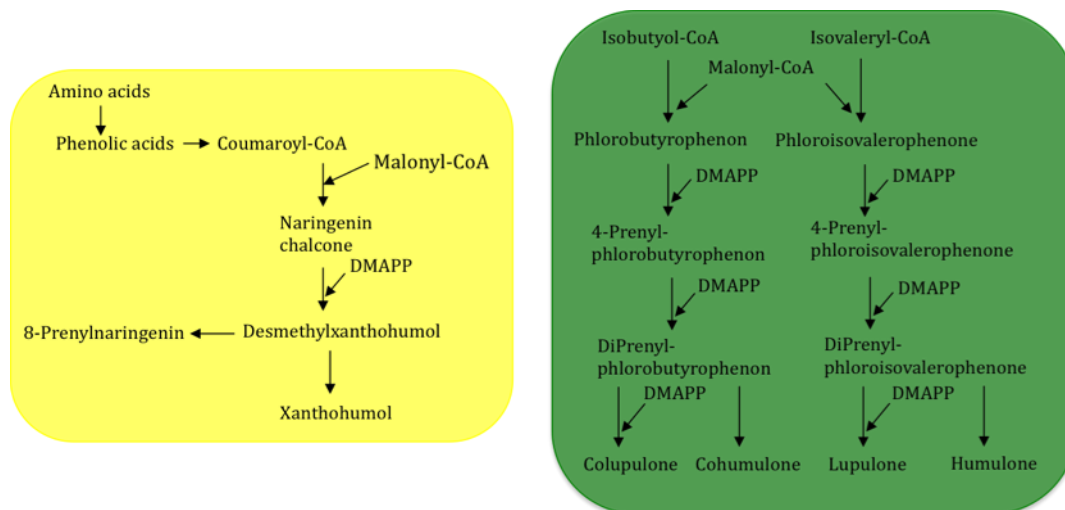 Amino acids
Phenolic acids
Coumaroyl-CoA
Malonyl-CoA
Naringenin
chalcone
DMAPP
8-Prenylnaringenin
Desmethylxanthohumol
Xanthohumol
Isobutyol-CoA
Isovaleryl-CoA
Malonyl-CoA
Phlorobutyrophenon
Phloroisovalerophenone
DMAPP
DMAPP
4-Prenyl-
phlorobutyrophenon
4-Prenyl-
phloroisovalerophenone
DMAPP
DMAPP
DiPrenyl-
phlorobutyrophenon
DiPrenyl-
phloroisovalerophenone
DMAPP
DMAPP
Colupulone
Cohumulone
Lupulone
Humulone